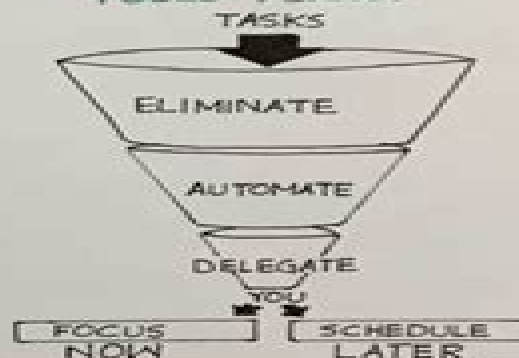 TASKS
ELIMINATE
AUTOMATE
DELEGATE
YOU
FOCUS SCHEDULE
NOW LATER